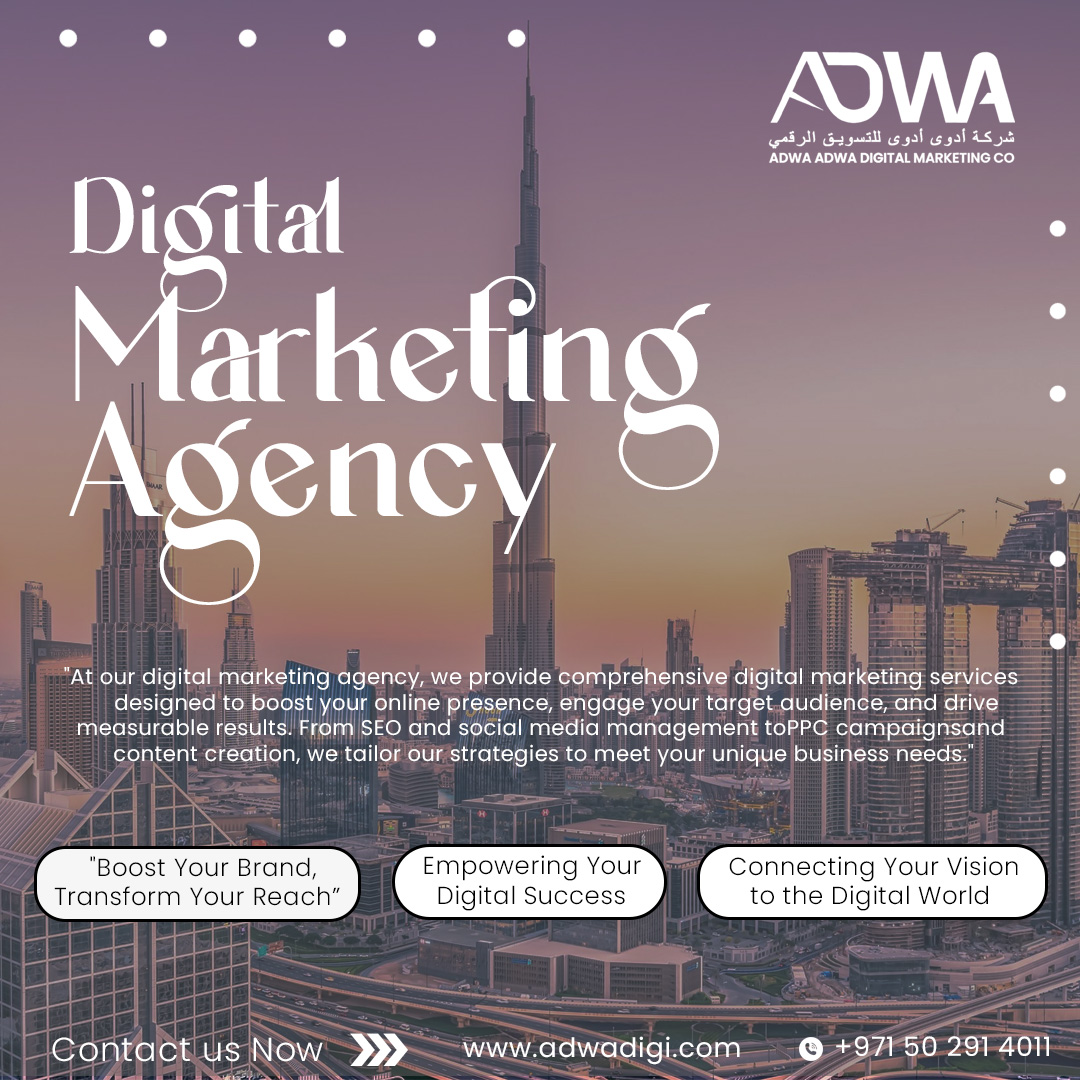 ADWA
شركة أدوى أدوى للتسويق الرقمي
ADWA ADWA DIGITAL MARKETING CO
Digital
Marketing
Agency
"At our digital marketing agency, we provide comprehensive digital marketing services
designed to boost your online presence, engage your target audience, and drive
measurable results. From SEO and social media management toPPC campaignsand
content creation, we tailor our strategies to meet your unique business needs."
"Boost Your Brand,
Transform Your Reach”
Empowering Your
Digital Success
Connecting Your Vision
to the Digital World
Contact us Now
www.adwadigi.com
+971 50 291 4011